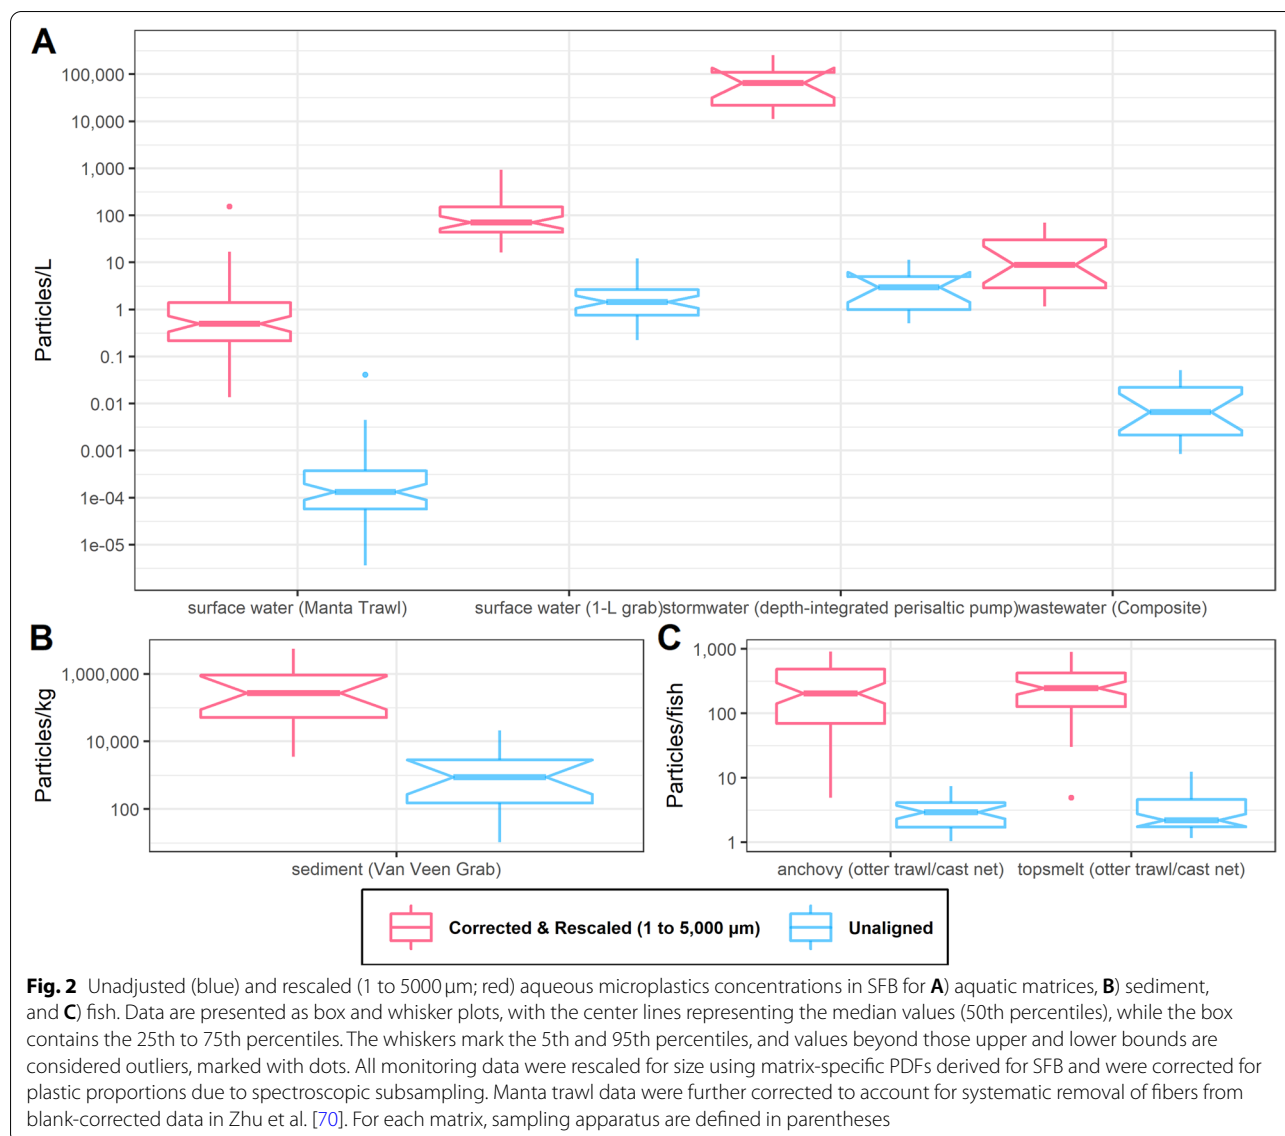 A
100,000
10,000
1,000
100
10
1
0.1
0.01
0.001
1e-04
1e-05
Particles/L
surface water (Manta Trawl)
surface water (1-L grab)
stormwater (depth-integrated perisaltic pump)
wastewater (Composite)
B
1,000,000
10,000
100
Particles/kg
sediment (Van Veen Grab)
C
1,000
100
10
1
Particles/fish
anchovy (otter trawl/cast net)
topsmelt (otter trawl/cast net)
Corrected & Rescaled (1 to 5,000 µm)
Unaligned
Fig. 2 Unadjusted (blue) and rescaled (1 to 5000 µm; red) aqueous microplastics concentrations in SFB for A) aquatic matrices, B) sediment,
and C) fish. Data are presented as box and whisker plots, with the center lines representing the median values (50th percentiles), while the box
contains the 25th to 75th percentiles. The whiskers mark the 5th and 95th percentiles, and values beyond those upper and lower bounds are
considered outliers, marked with dots. All monitoring data were rescaled for size using matrix-specific PDFs derived for SFB and were corrected for
plastic proportions due to spectroscopic subsampling. Manta trawl data were further corrected to account for systematic removal of fibers from
blank-corrected data in Zhu et al. [70]. For each matrix, sampling apparatus are defined in parentheses